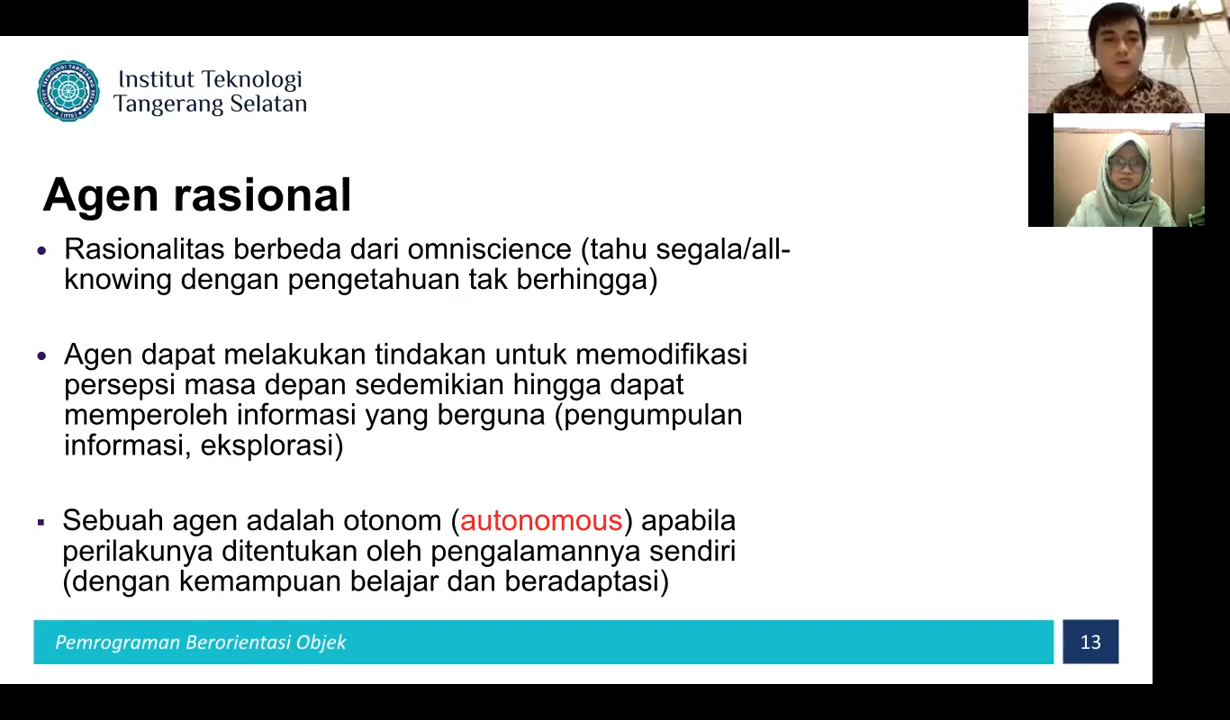 Institut Teknologi
Tangerang Selatan
Agen rasional
• Rasionalitas berbeda dari omniscience (tahu segala/all-
knowing dengan pengetahuan tak berhingga)
• Agen dapat melakukan tindakan untuk memodifikasi
persepsi masa depan sedemikian hingga dapat
memperoleh informasi yang berguna (pengumpulan
informasi, eksplorasi)
▪ Sebuah agen adalah otonom (autonomous) apabila
perilakunya ditentukan oleh pengalamannya sendiri
(dengan kemampuan belajar dan beradaptasi)
Pemrograman Berorientasi Objek
13